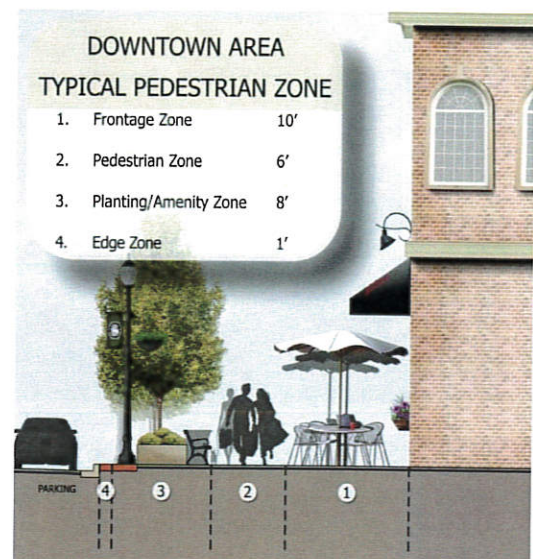 DOWNTOWN AREA
TYPICAL PEDESTRIAN ZONE
1. Frontage Zone 10'
2. Pedestrian Zone 6'
3. Planting/Amenity Zone 8'
4. Edge Zone 1'
PARKING 4 3 2 1